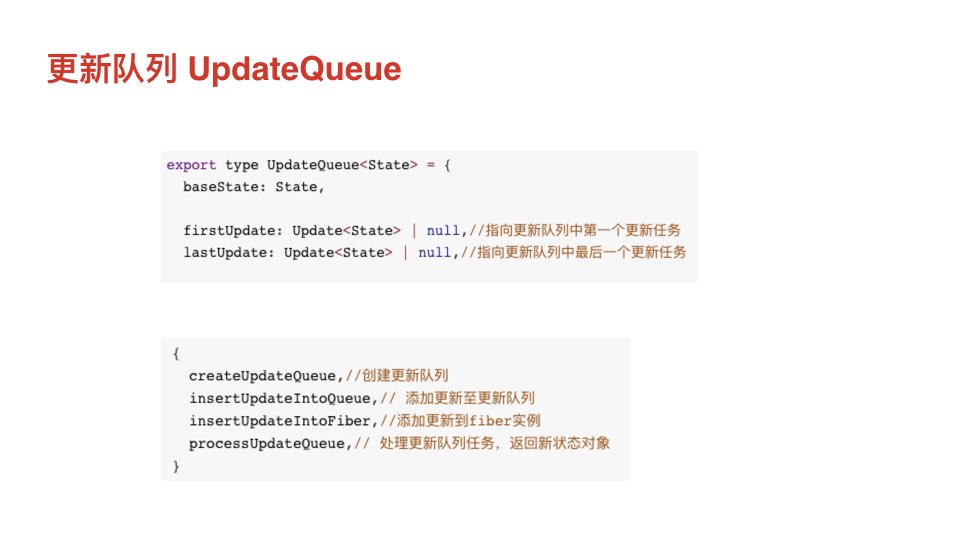 更新队列 UpdateQueue
export type UpdateQueue<State> = {
  baseState: State,
  firstUpdate: Update<State> | null,//指向更新队列中第一个更新任务
  lastUpdate: Update<State> | null,//指向更新队列中最后一个更新任务
{
  createUpdateQueue,//创建更新队列
  insertUpdateIntoQueue,// 添加更新至更新队列
  insertUpdateIntoFiber,//添加更新到fiber实例
  processUpdateQueue,// 处理更新队列任务，返回新状态对象
}